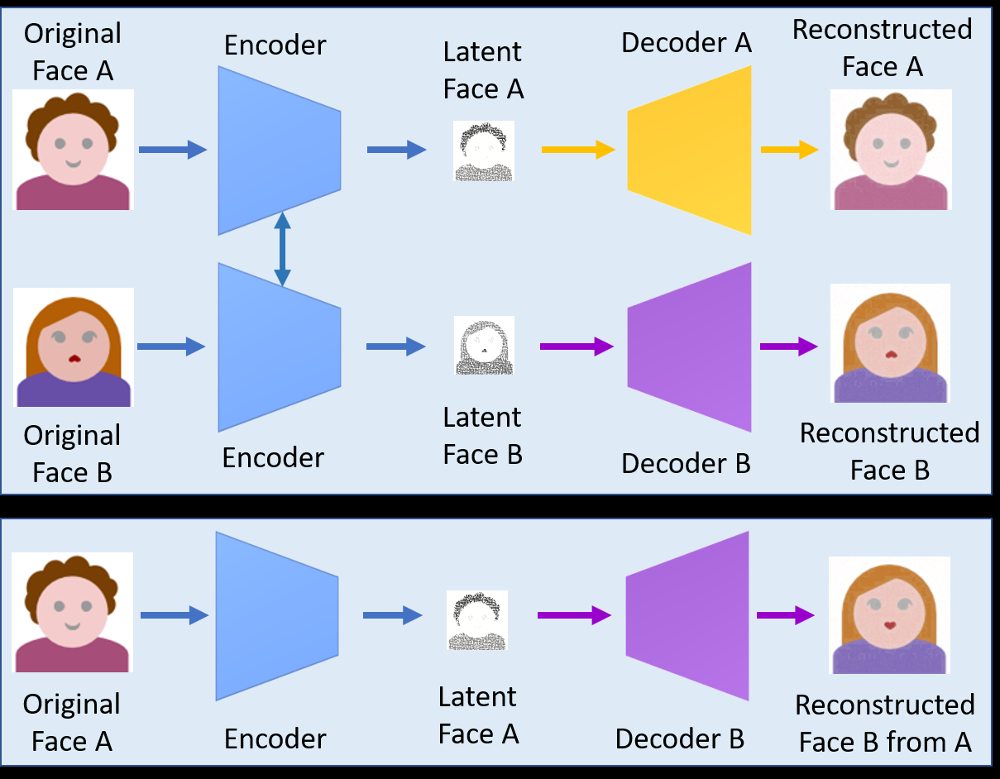 Original
Face A
Encoder
Latent
Face A
Decoder A
Reconstructed
Face A
Original
Face B
Encoder
Latent
Face B
Decoder B
Reconstructed
Face B
Original
Face A
Encoder
Latent
Face A
Decoder B
Reconstructed
Face B from A